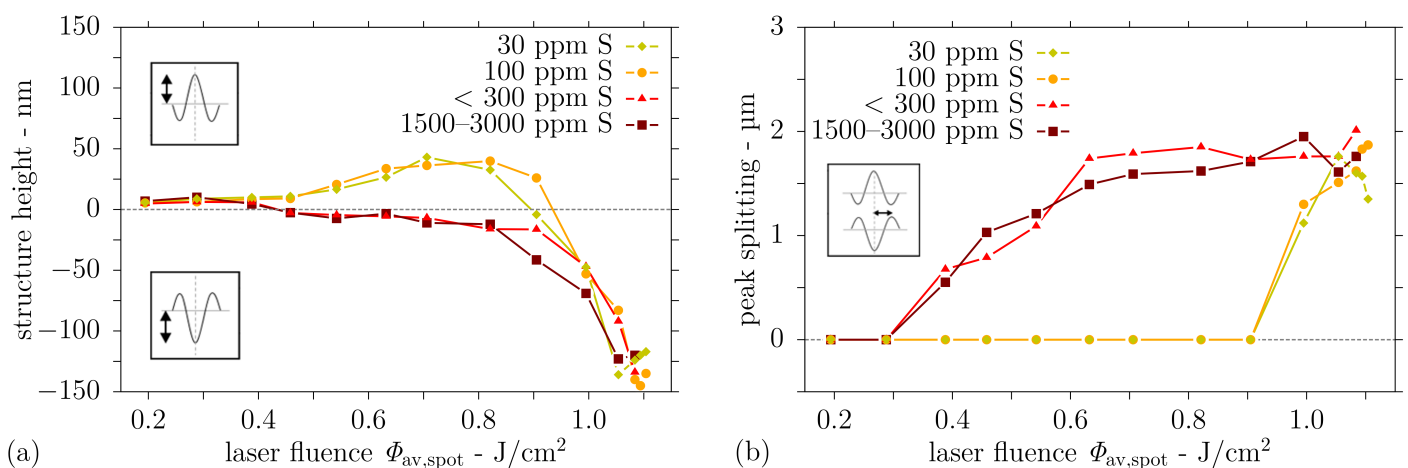 150
100
50
0
−50
−100
−150
structure height - nm
30 ppm S
100 ppm S
< 300 ppm S
1500–3000 ppm S
0.2 0.4 0.6 0.8 1.0
(a)
laser fluence Φav,spot - J/cm²
3
2
1
0
peak splitting - µm
30 ppm S
100 ppm S
< 300 ppm S
1500–3000 ppm S
0.2 0.4 0.6 0.8 1.0
(b)
laser fluence Φav,spot - J/cm²